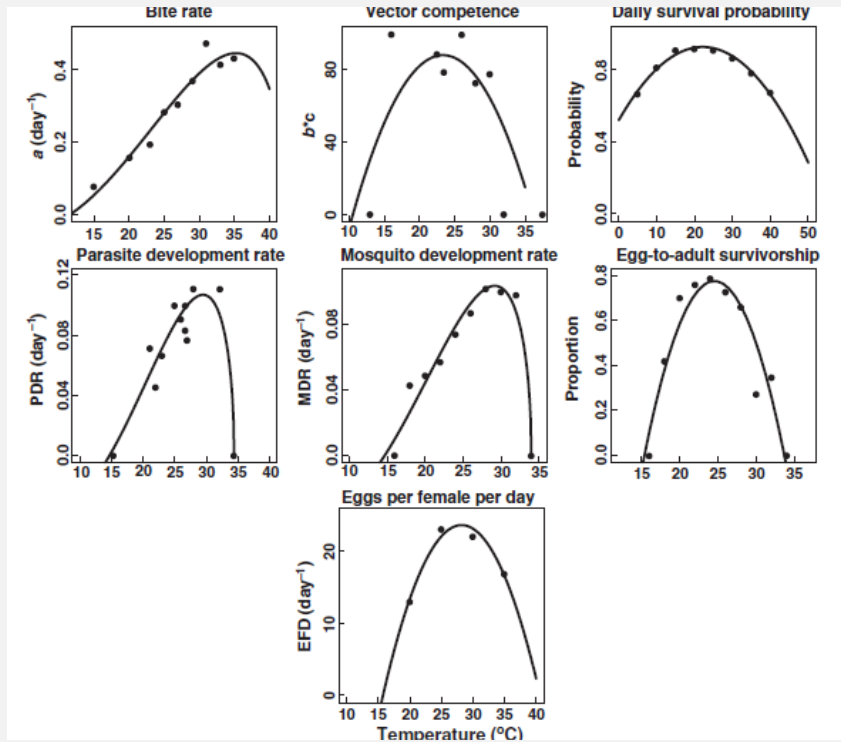 Bite rate
Vector competence
Daily survival probability
a (day⁻¹)
0.0 0.2 0.4
15 20 25 30 35 40
b*c
0 40 80
10 15 20 25 30 35
Probability
0.0 0.4 0.8
0 10 20 30 40 50
Parasite development rate
Mosquito development rate
Egg-to-adult survivorship
PDR (day⁻¹)
0.0 0.04 0.08 0.12
10 15 20 25 30 35 40
MDR (day⁻¹)
0.0 0.04 0.08
10 15 20 25 30 35
Proportion
0.0 0.2 0.4 0.6 0.8
15 20 25 30 35
Eggs per female per day
EFD (day⁻¹)
0 10 20
10 15 20 25 30 35 40
Temperature (°C)